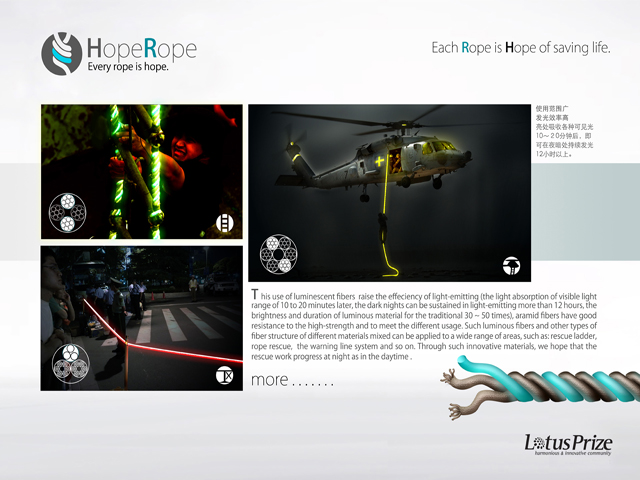 HopeRope
Every rope is hope.
Each Rope is Hope of saving life.
使用范围广
发光效率高
亮处吸收各种可见光
10～20分钟后，即
可在夜暗处持续发光
12小时以上。
This use of luminescent fibers raise the effeciency of light-emitting (the light absorption of visible light
range of 10 to 20 minutes later, the dark nights can be sustained in light-emitting more than 12 hours, the
brightness and duration of luminous material for the traditional 30 ~ 50 times), aramid fibers have good
resistance to the high-strength and to meet the different usage. Such luminous fibers and other types of
fiber structure of different materials mixed can be applied to a wide range of areas, such as: rescue ladder,
rope rescue, the warning line system and so on. Through such innovative materials, we hope that the
rescue work progress at night as in the daytime .
more . . . . . . .
LotusPrize
harmonious & innovative community